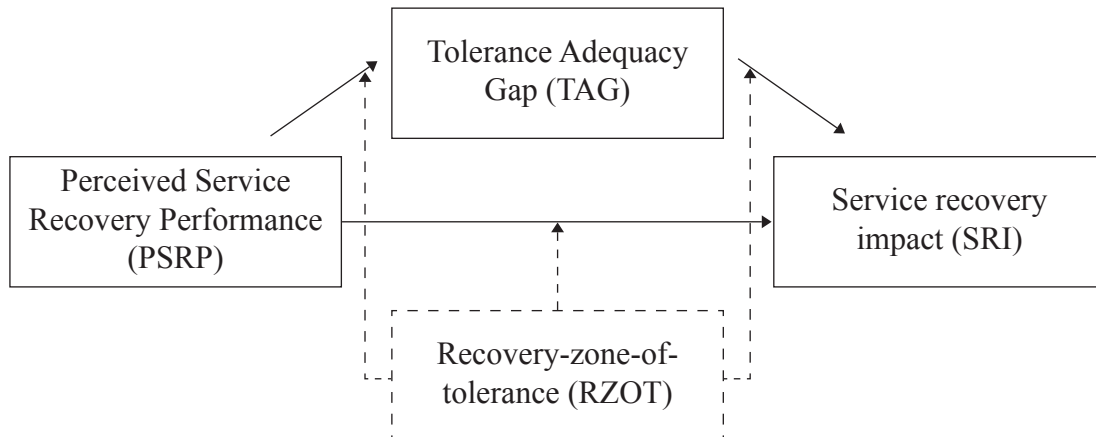 Tolerance Adequacy
Gap (TAG)
Perceived Service
Recovery Performance
(PSRP)
Service recovery
impact (SRI)
Recovery-zone-of-
tolerance (RZOT)